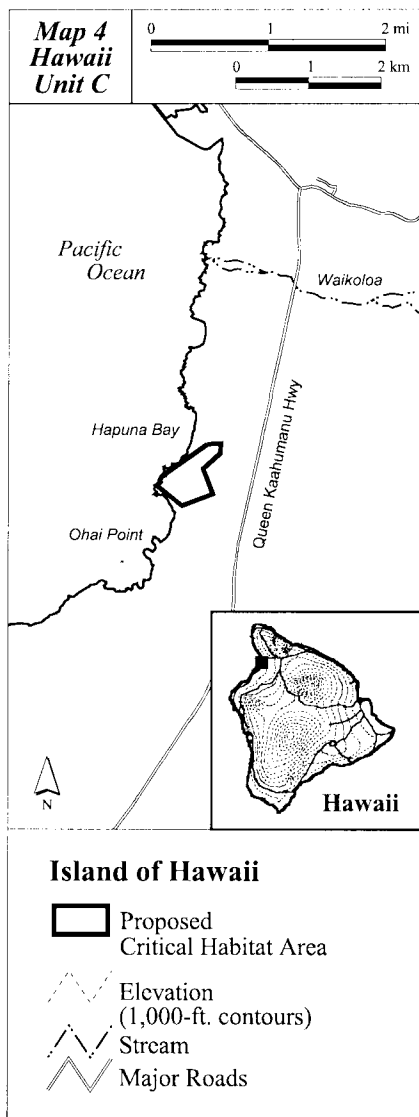 Map 4
Hawaii
Unit C
0 1 2 mi
0 1 2 km
Pacific
Ocean
Waikoloa
Hapuna Bay
Queen Kaahumanu Hwy
Ohai Point
N
Hawaii
Island of Hawaii
Proposed
Critical Habitat Area
Elevation
(1,000-ft. contours)
Stream
Major Roads